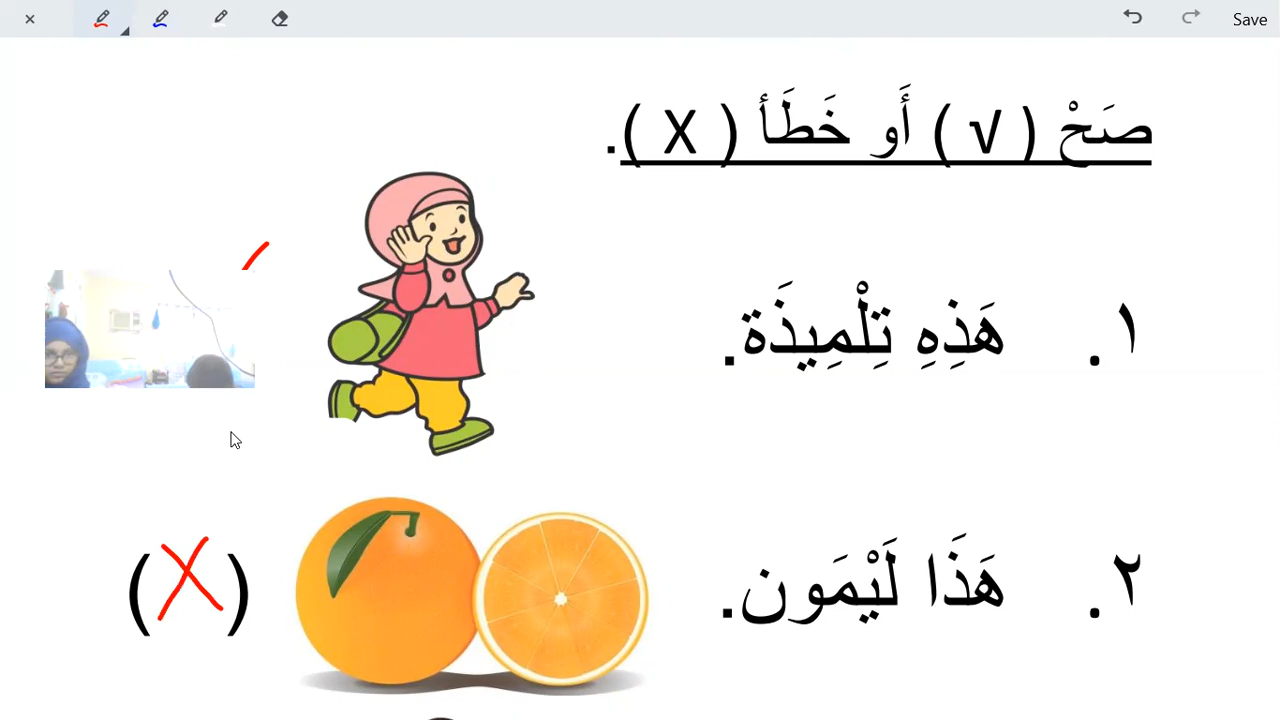 Save
صَحْ ( √ ) أَو خَطَأ ( X ).
١. هَذِهِ تِلْمِيذَة.
٢. هَذَا لَيْمَون. (X)